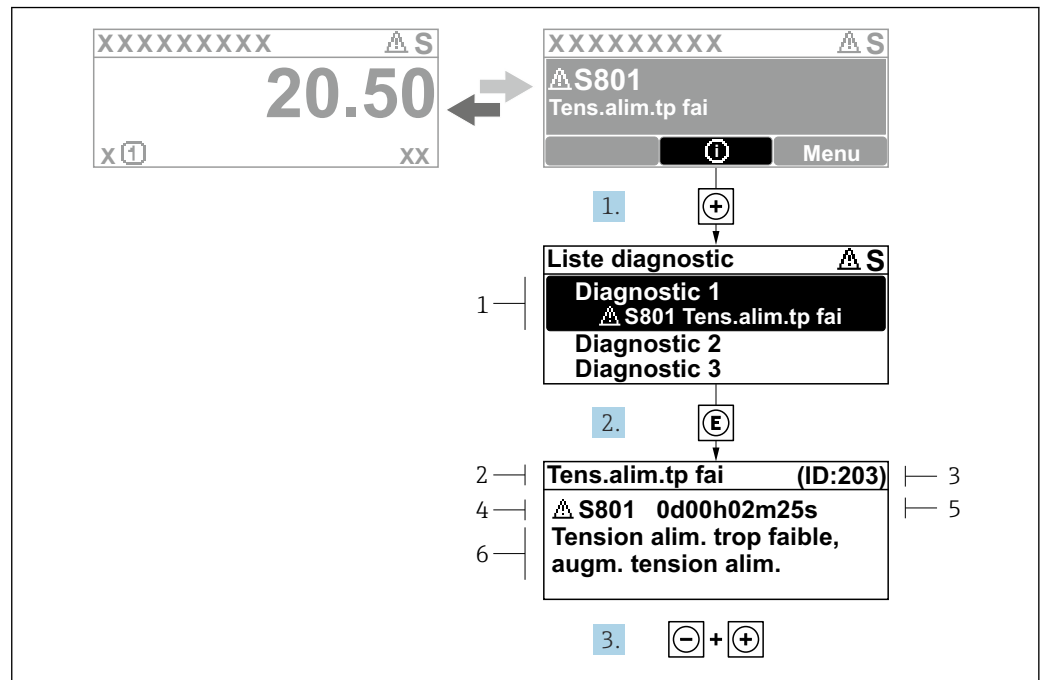 XXXXXXXXX ⚠ S
20.50
x ① xx
XXXXXXXXX ⚠ S
⚠S801
Tens.alim.tp fai
ⓘ Menu
1. +
Liste diagnostic ⚠ S
1
Diagnostic 1
⚠ S801 Tens.alim.tp fai
Diagnostic 2
Diagnostic 3
2. E
2 Tens.alim.tp fai (ID:203) 3
4 ⚠ S801 0d00h02m25s 5
6
Tension alim. trop faible,
augm. tension alim.
3. - + +